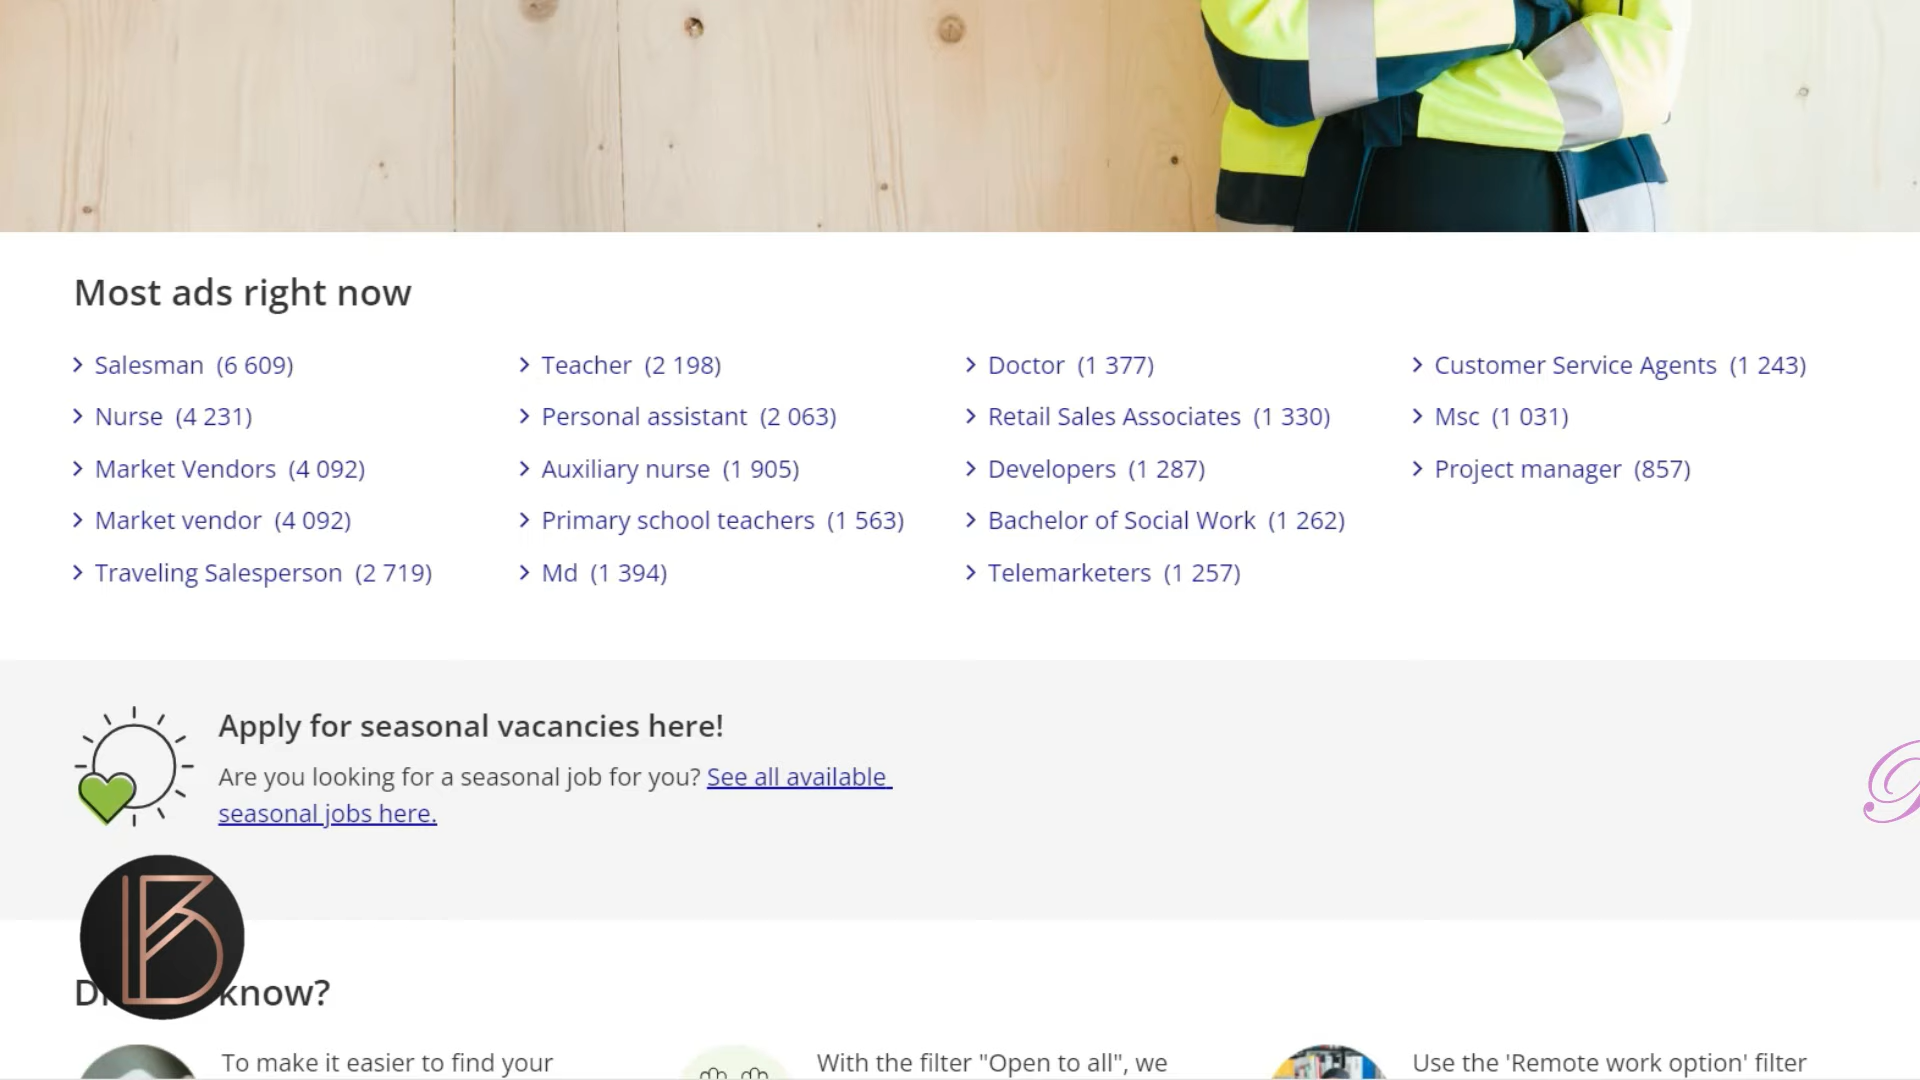 Most ads right now
Salesman (6 609)
Nurse (4 231)
Market Vendors (4 092)
Market vendor (4 092)
Traveling Salesperson (2 719)
Teacher (2 198)
Personal assistant (2 063)
Auxiliary nurse (1 905)
Primary school teachers (1 563)
Md (1 394)
Doctor (1 377)
Retail Sales Associates (1 330)
Developers (1 287)
Bachelor of Social Work (1 262)
Telemarketers (1 257)
Customer Service Agents (1 243)
Msc (1 031)
Project manager (857)
Apply for seasonal vacancies here!
Are you looking for a seasonal job for you? See all available
seasonal jobs here.
know?
To make it easier to find your
With the filter "Open to all", we
Use the 'Remote work option' filter